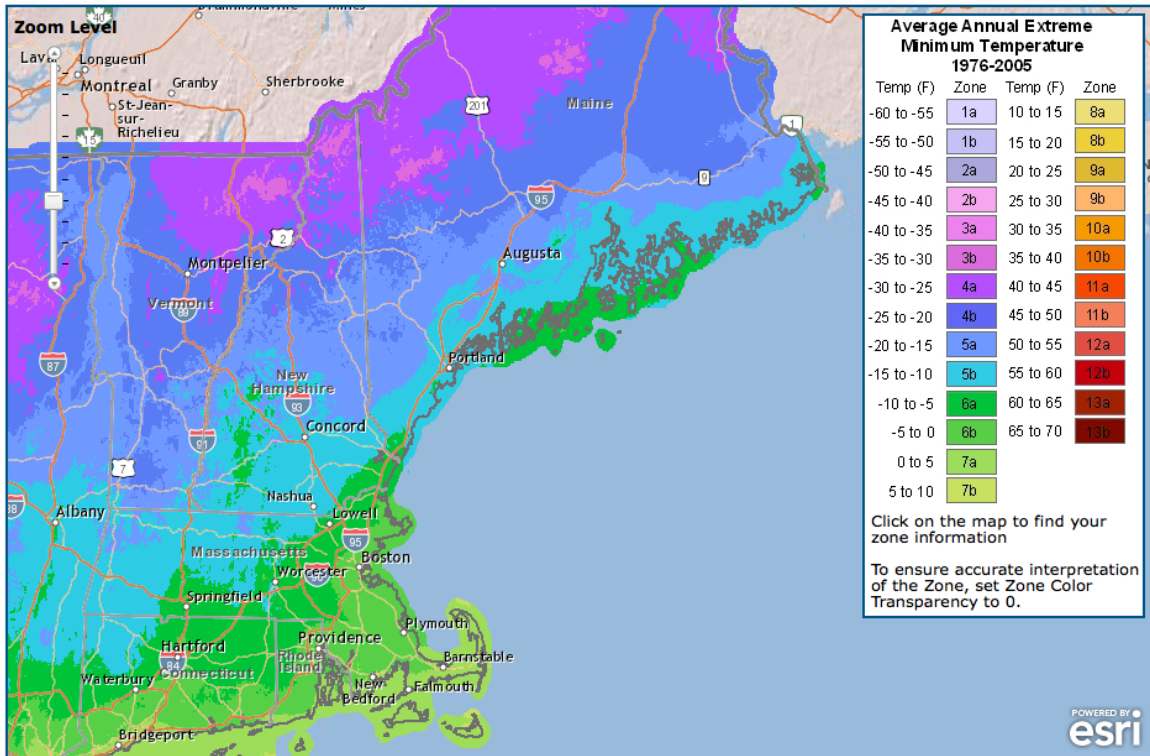 Zoom Level
40
Drummondville
Mines
Laval
Longueuil
Montreal
Granby
Sherbrooke
St-Jean-
sur-
Richelieu
15
201
Maine
1
9
95
2
Augusta
Montpelier
Vermont
89
87
Portland
New
Hampshire
93
Concord
91
7
88
Albany
Nashua
Lowell
95
Massachusetts
Boston
Worcester
Springfield
Plymouth
Providence
Hartford
Rhode
Island
Barnstable
84
Connecticut
New
Bedford
Falmouth
Waterbury
Bridgeport
Average Annual Extreme
Minimum Temperature
1976-2005
Temp (F) Zone Temp (F) Zone
-60 to -55 1a 10 to 15 8a
-55 to -50 1b 15 to 20 8b
-50 to -45 2a 20 to 25 9a
-45 to -40 2b 25 to 30 9b
-40 to -35 3a 30 to 35 10a
-35 to -30 3b 35 to 40 10b
-30 to -25 4a 40 to 45 11a
-25 to -20 4b 45 to 50 11b
-20 to -15 5a 50 to 55 12a
-15 to -10 5b 55 to 60 12b
-10 to -5 6a 60 to 65 13a
-5 to 0 6b 65 to 70 13b
0 to 5 7a
5 to 10 7b
Click on the map to find your
zone information
To ensure accurate interpretation
of the Zone, set Zone Color
Transparency to 0.
POWERED BY
esri